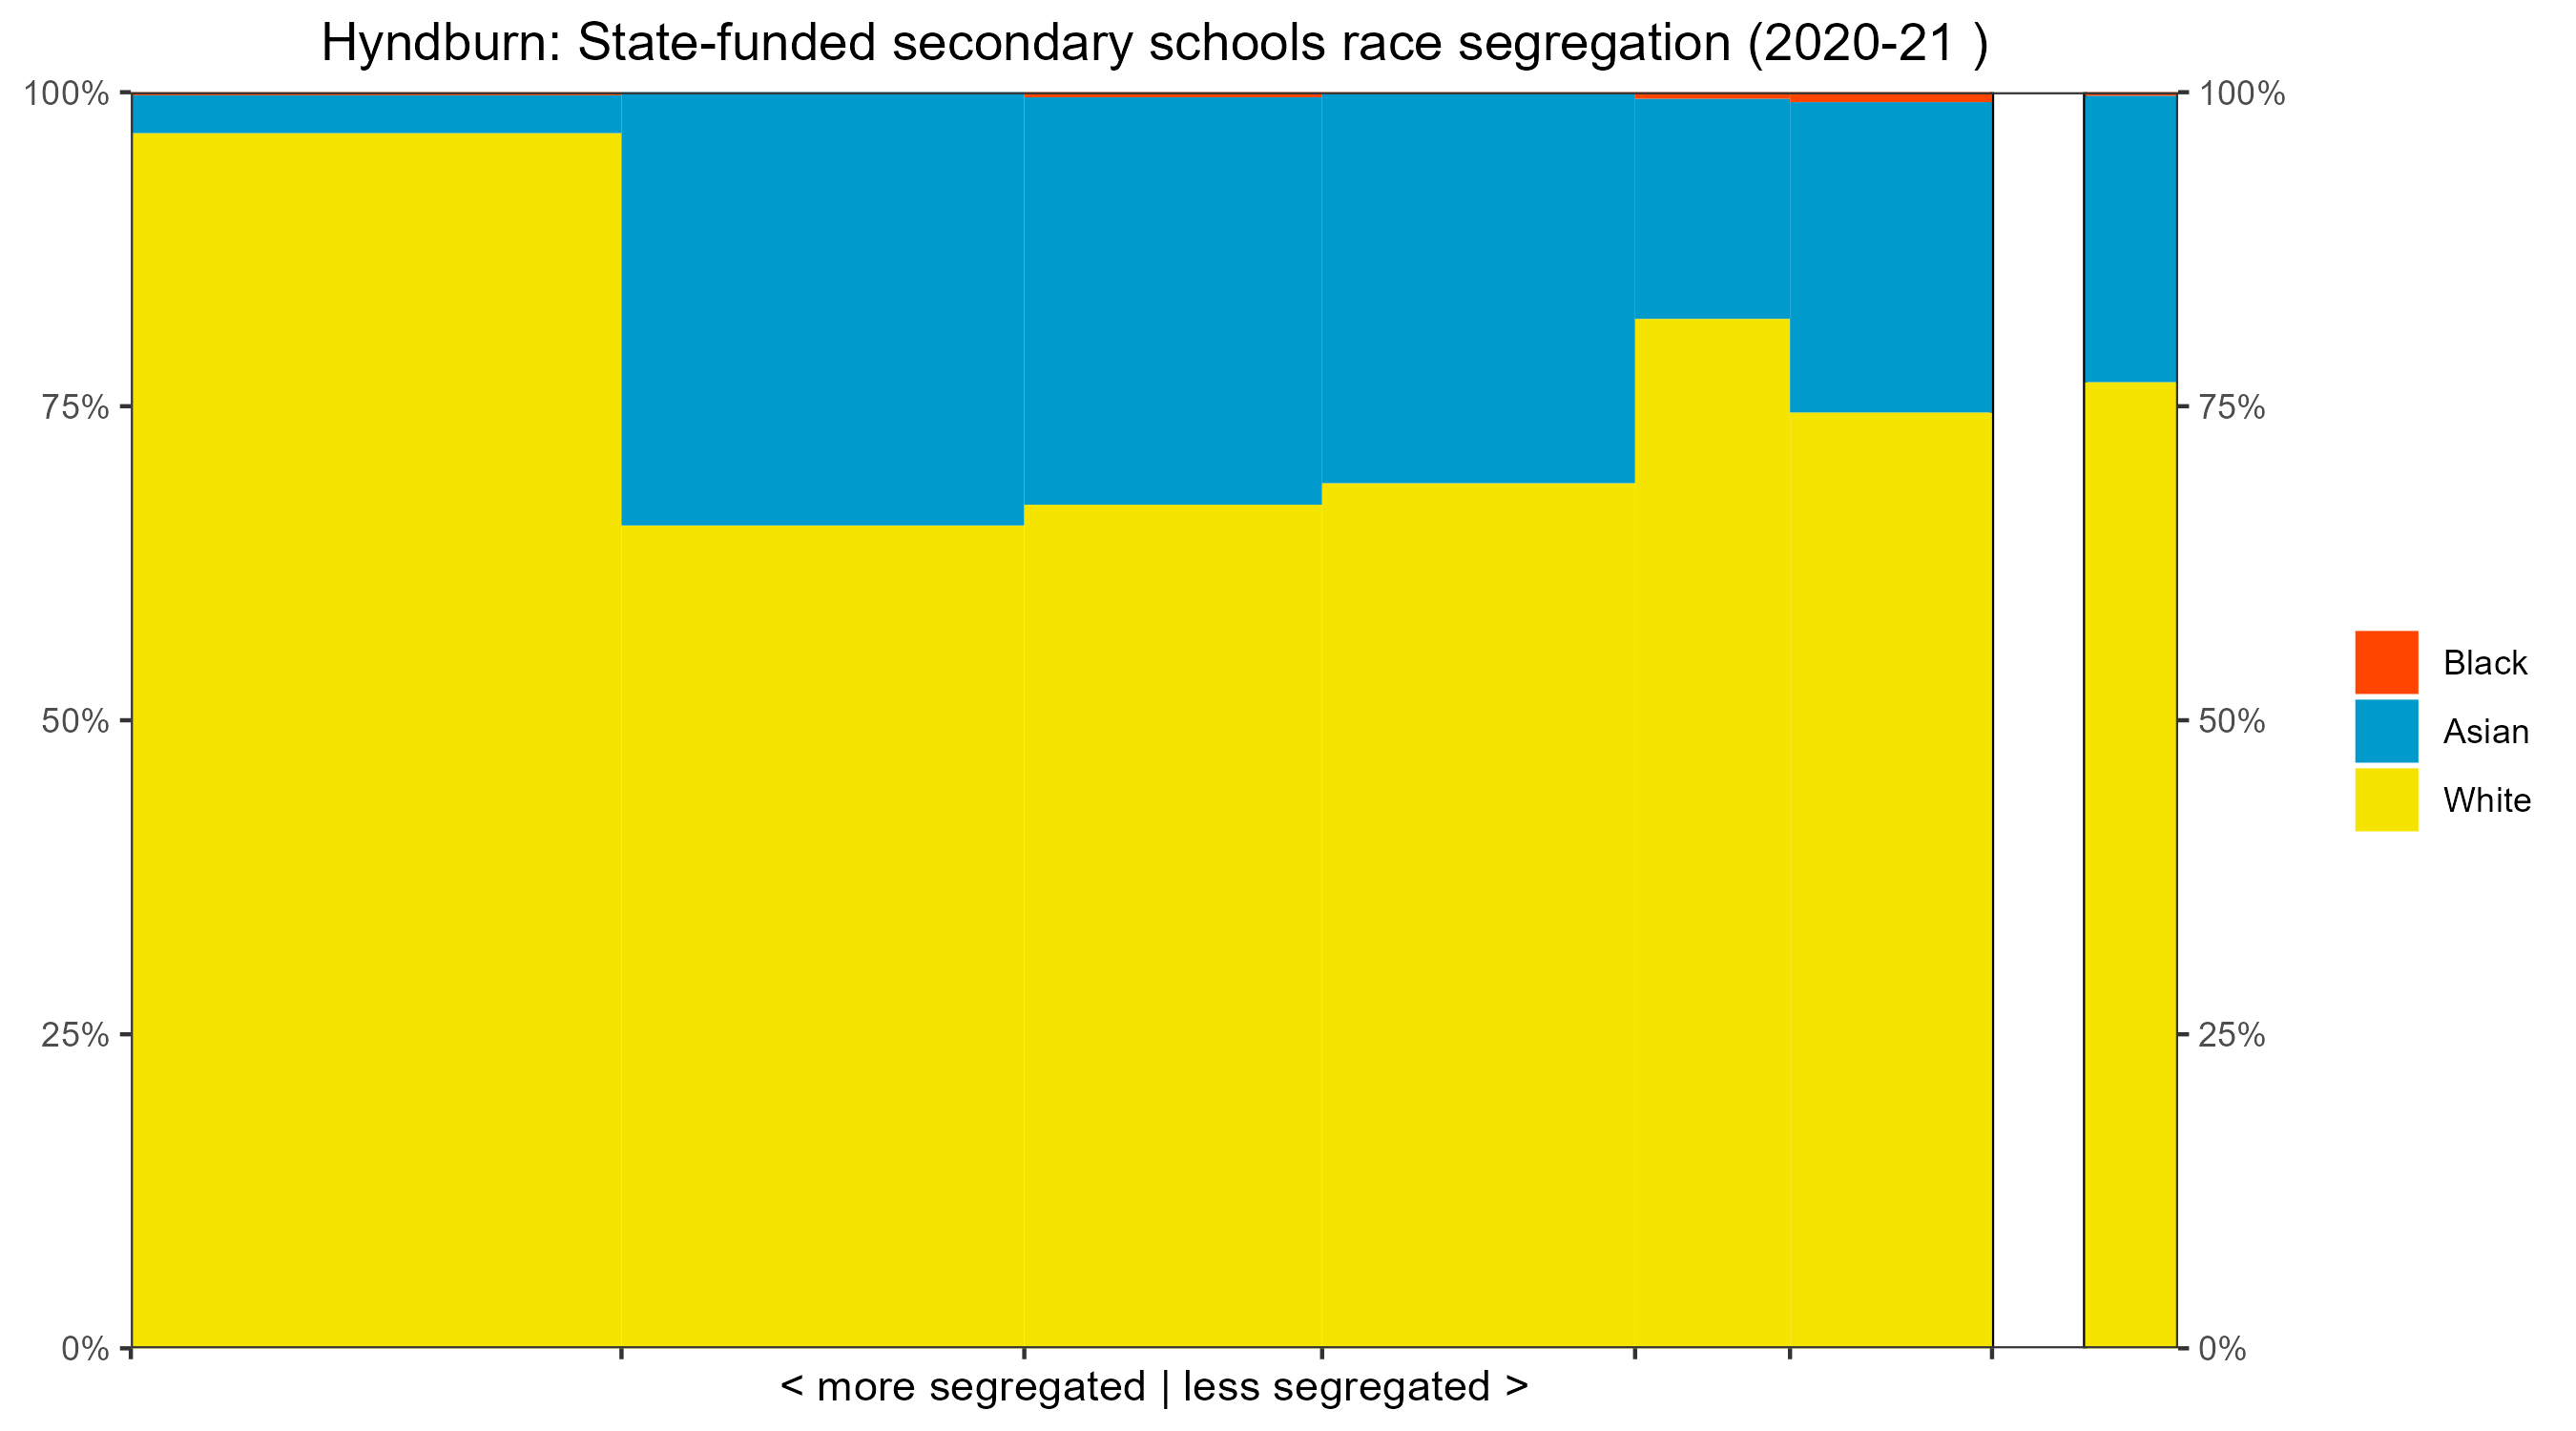 Hyndburn: State-funded secondary schools race segregation (2020-21 )
100%
75%
50%
25%
0%
100%
75%
50%
25%
0%
Black
Asian
White
< more segregated | less segregated >